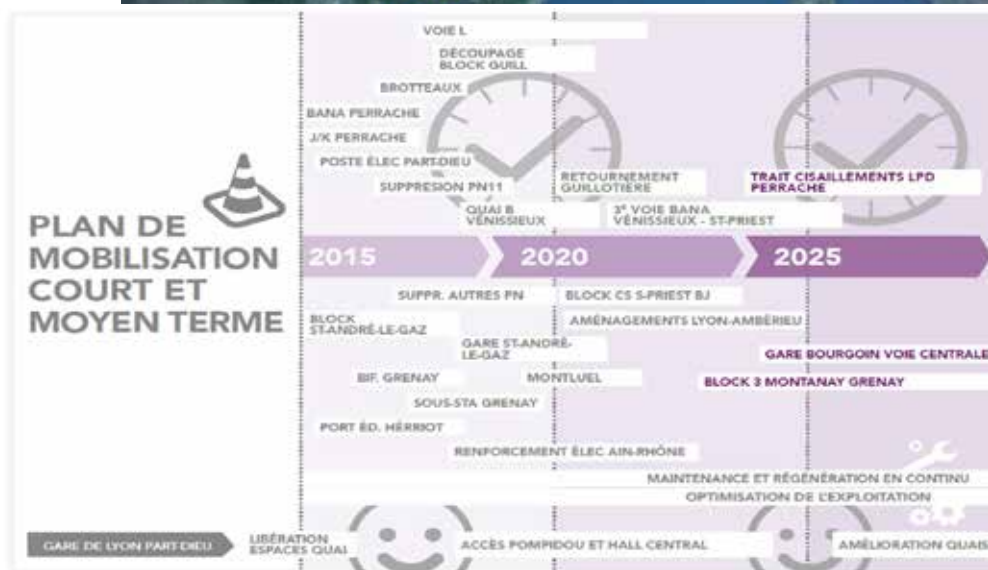 VOIE L
DÉCOUPAGE
BLOCK GUILL
BROTTEAUX
BANA PERRACHE
J/K PERRACHE
POSTE ÉLEC PART-DIEU
SUPPRESION PN11
RETOURNEMENT
GUILLOTIÈRE
TRAIT CISAILLEMENTS LPD
PERRACHE
QUAI B
VÉNISSIEUX
3E VOIE BANA
VÉNISSIEUX - ST-PRIEST
PLAN DE
MOBILISATION
COURT ET
MOYEN TERME
2015
2020
2025
SUPPR. AUTRES PN
BLOCK CS S-PRIEST BJ
BLOCK
ST-ANDRÉ-LE-GAZ
AMÉNAGEMENTS LYON-AMBÉRIEU
GARE ST-ANDRÉ-
LE-GAZ
GARE BOURGOIN VOIE CENTRALE
BIF. GRENAY
MONTLUEL
BLOCK 3 MONTANAY GRENAY
SOUS-STA GRENAY
PORT ÉD. HÉRRIOT
RENFORCEMENT ÉLEC AIN-RHÔNE
MAINTENANCE ET RÉGÉNÉRATION EN CONTINU
OPTIMISATION DE L'EXPLOITATION
GARE DE LYON PART-DIEU
LIBÉRATION
ESPACES QUAI
ACCÈS POMPIDOU ET HALL CENTRAL
AMÉLIORATION QUAIS